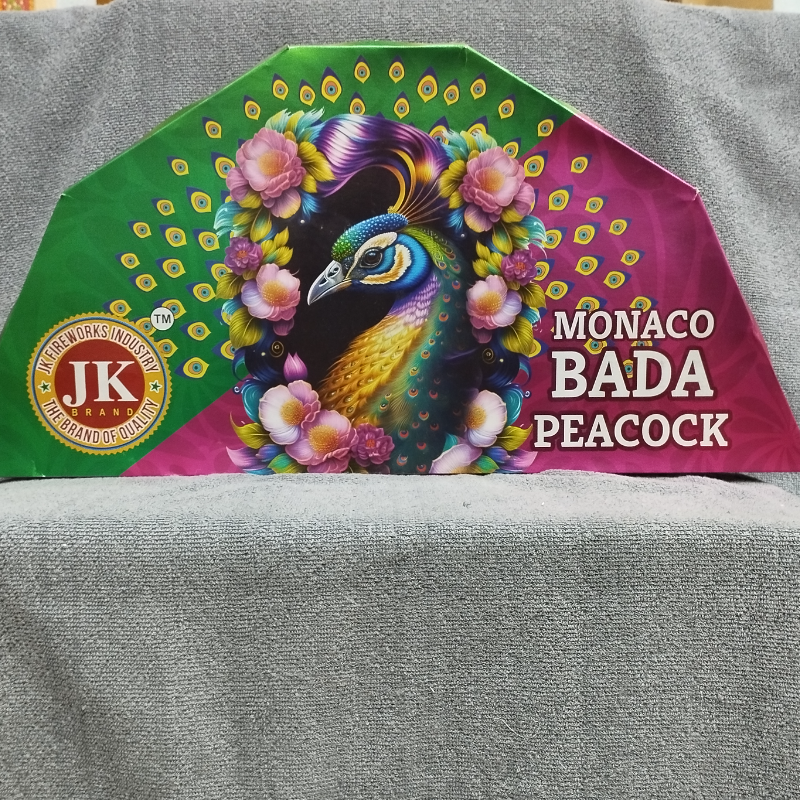 JK FIREWORKS INDUSTRY
TM
JK
BRAND
THE BRAND OF QUALITY
MONACO
BADA
PEACOCK